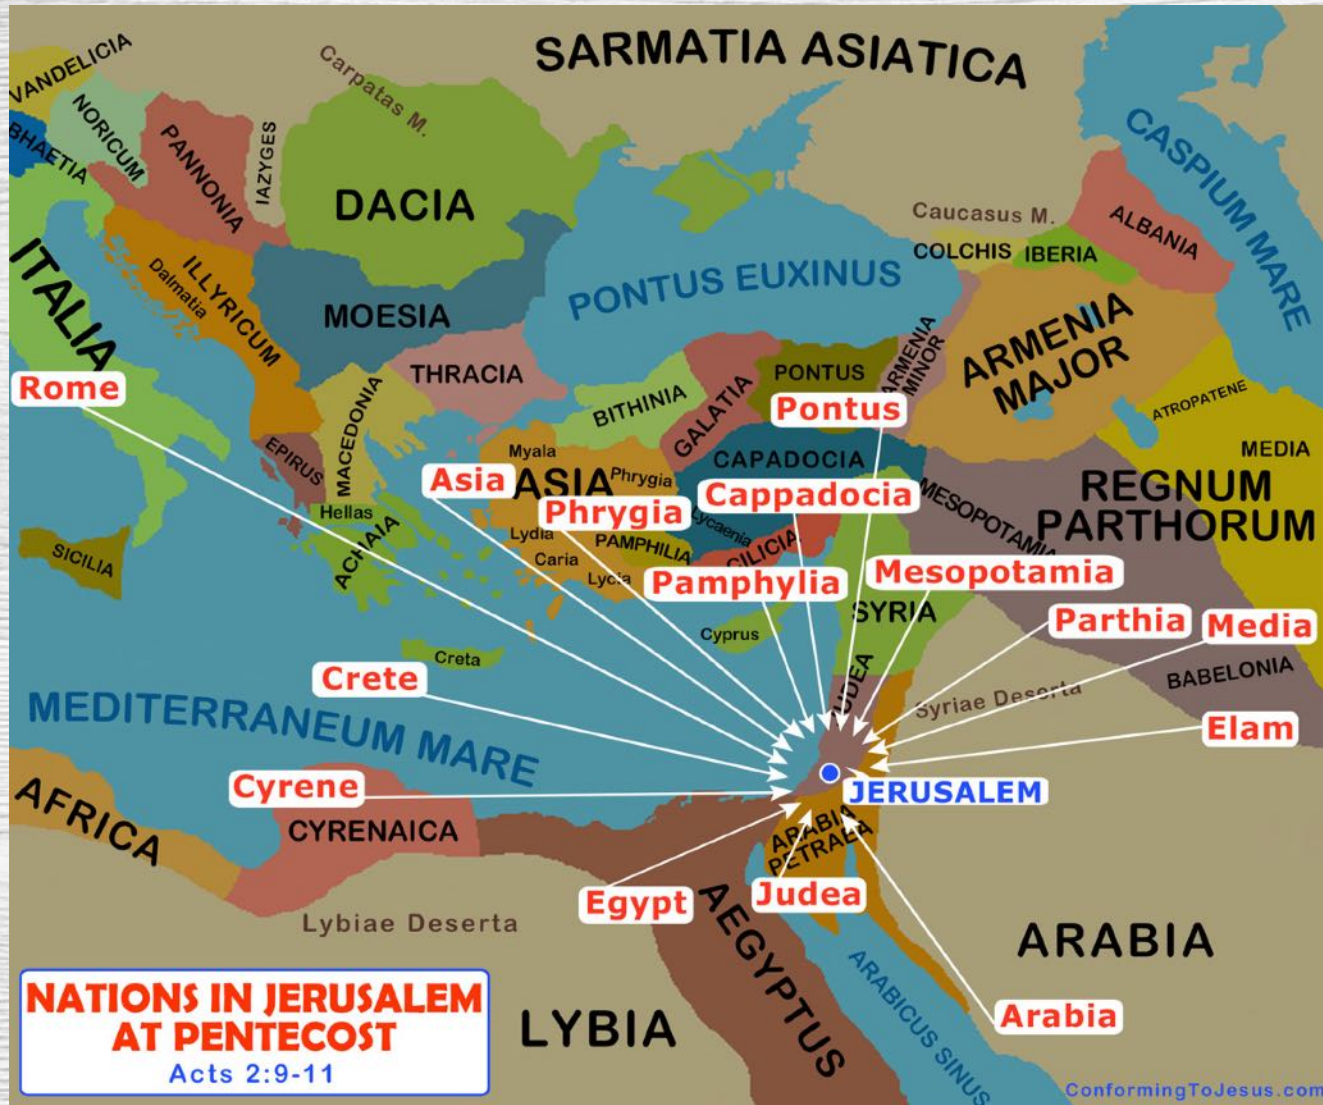 SARMATIA ASIATICA
VANDELICIA
Carpatas M.
NORICUM
BHAETIA
PANNONIA
IAZYGES
DACIA
CASPIUM MARE
Caucasus M.
ALBANIA
COLCHIS
IBERIA
ITALIA
ILLYRICUM
Dalmatia
MOESIA
PONTUS EUXINUS
ARMENIA
MAJOR
ARMENIA
MINOR
THRACIA
Rome
BITHINIA
GALATIA
PONTUS
Pontus
ATROPATENE
MEDIA
EPIRUS
MACEDONIA
Myala
ASIA
Phrygia
CAPADOCIA
Asia
Phrygia
Cappadocia
MESOPOTAMIA
REGNUM
PARTHORUM
Hellas
ACHAIA
Lydia
PAMPHILIA
Lycaenia
CILICIA
Caria
Lycia
SICILIA
Pamphylia
Mesopotamia
SYRIA
Cyprus
Parthia
Media
Creta
Crete
JUDEA
Syriae Deserta
BABELONIA
MEDITERRANEUM MARE
Elam
Cyrene
JERUSALEM
AFRICA
CYRENAICA
ARABIA
PETRAEA
Egypt
Judea
Lybiae Deserta
AEGYPTUS
ARABIA
ARABICUS SINUS
Arabia
LYBIA
NATIONS IN JERUSALEM
AT PENTECOST
Acts 2:9-11
ConformingToJesus.com